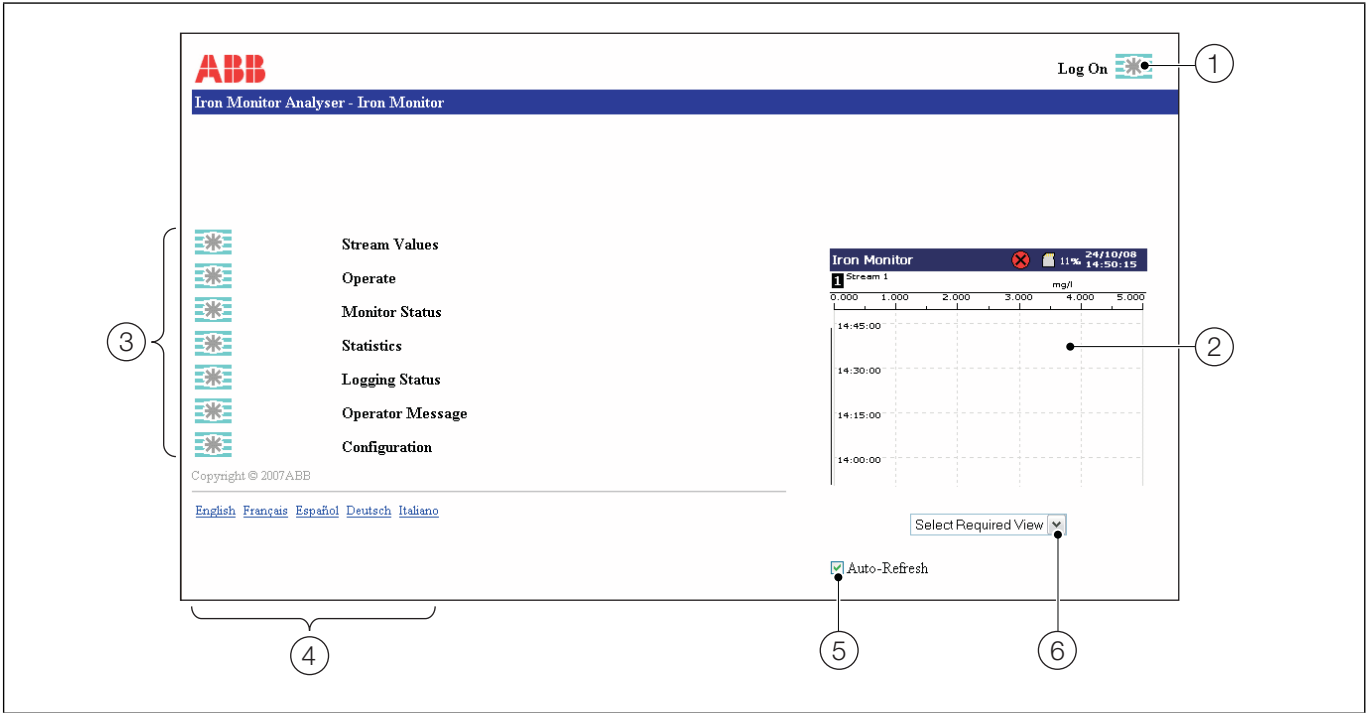 ABB
Log On
1
Iron Monitor Analyser - Iron Monitor
3
Stream Values
Operate
Monitor Status
Statistics
Logging Status
Operator Message
Configuration
Copyright © 2007ABB
English Français Español Deutsch Italiano
4
Iron Monitor 11% 24/10/08
14:50:15
1 Stream 1
mg/l
0.000 1.000 2.000 3.000 4.000 5.000
14:45:00
2
14:30:00
14:15:00
14:00:00
Select Required View
Auto-Refresh
5
6